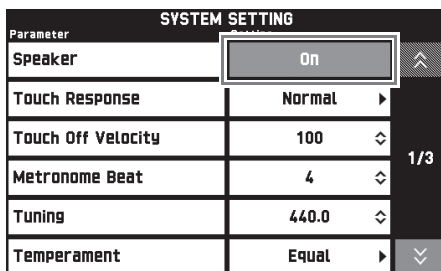 SYSTEM SETTING
Parameter
Speaker On
Touch Response Normal
Touch Off Velocity 100
1/3
Metronome Beat 4
Tuning 440.0
Temperament Equal